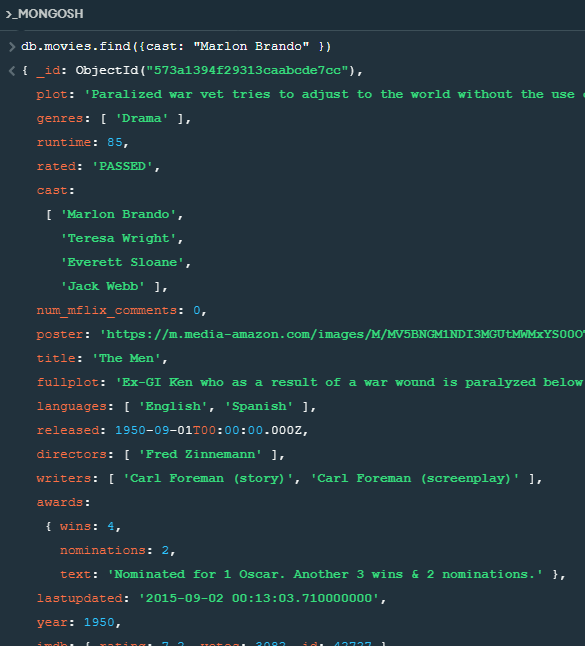 >_MONGOSH
> db.movies.find({cast: "Marlon Brando" })
< { _id: ObjectId("573a1394f29313caabcde7cc"),
plot: 'Paralized war vet tries to adjust to the world without the use
genres: [ 'Drama' ],
runtime: 85,
rated: 'PASSED',
cast:
[ 'Marlon Brando',
'Teresa Wright',
'Everett Sloane',
'Jack Webb' ],
num_mflix_comments: 0,
poster: 'https://m.media-amazon.com/images/M/MV5BNGM1NDI3MGUtMWMxYS00O
title: 'The Men',
fullplot: 'Ex-GI Ken who as a result of a war wound is paralyzed below
languages: [ 'English', 'Spanish' ],
released: 1950-09-01T00:00:00.000Z,
directors: [ 'Fred Zinnemann' ],
writers: [ 'Carl Foreman (story)', 'Carl Foreman (screenplay)' ],
awards:
{ wins: 4,
nominations: 2,
text: 'Nominated for 1 Oscar. Another 3 wins & 2 nominations.' },
lastupdated: '2015-09-02 00:13:03.710000000',
year: 1950,
imdb: { rating: 7.2, votes: 3082, id: 42727 }